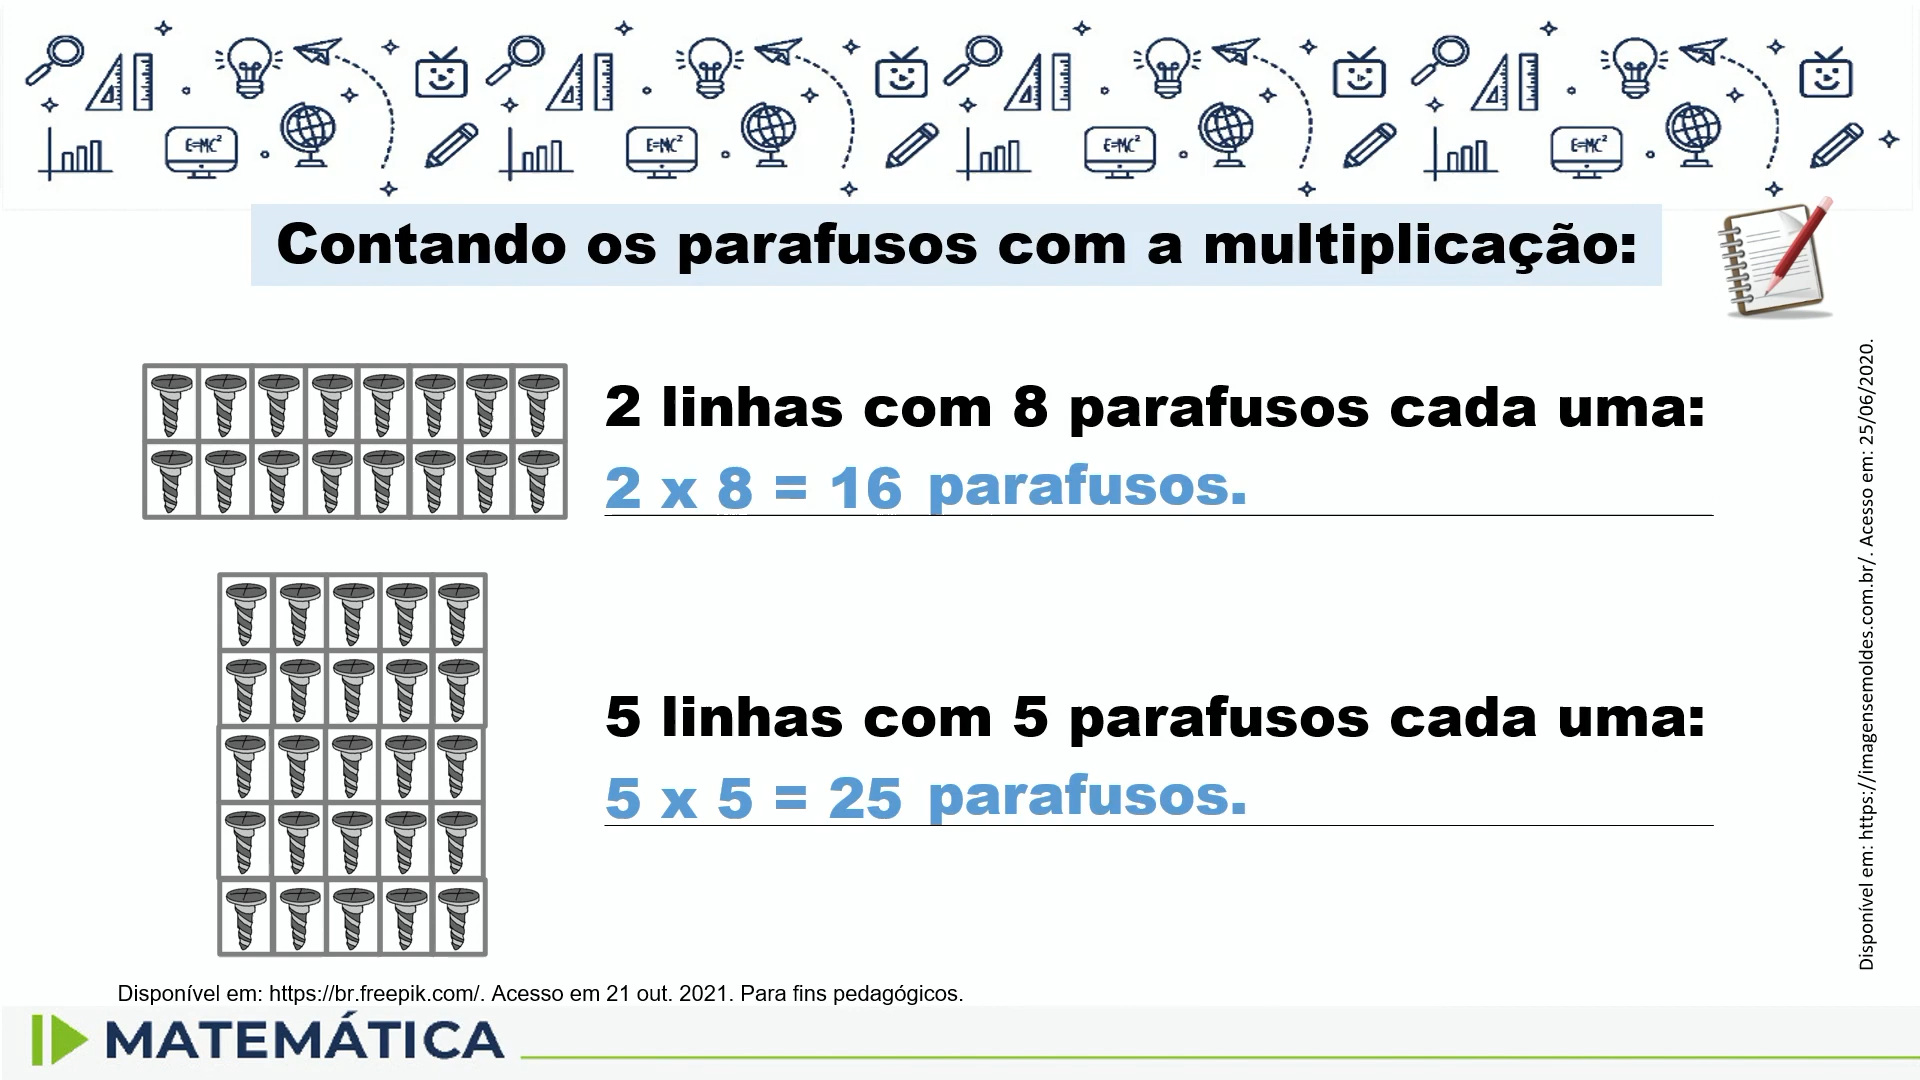 E=MC²
E=MC²
E=MC²
E=MC²
Contando os parafusos com a multiplicação:
2 linhas com 8 parafusos cada uma:
2 x 8 = 16 parafusos.
5 linhas com 5 parafusos cada uma:
5 x 5 = 25 parafusos.
Disponível em: https://imagensemoldes.com.br/. Acesso em: 25/06/2020.
Disponível em: https://br.freepik.com/. Acesso em 21 out. 2021. Para fins pedagógicos.
MATEMÁTICA